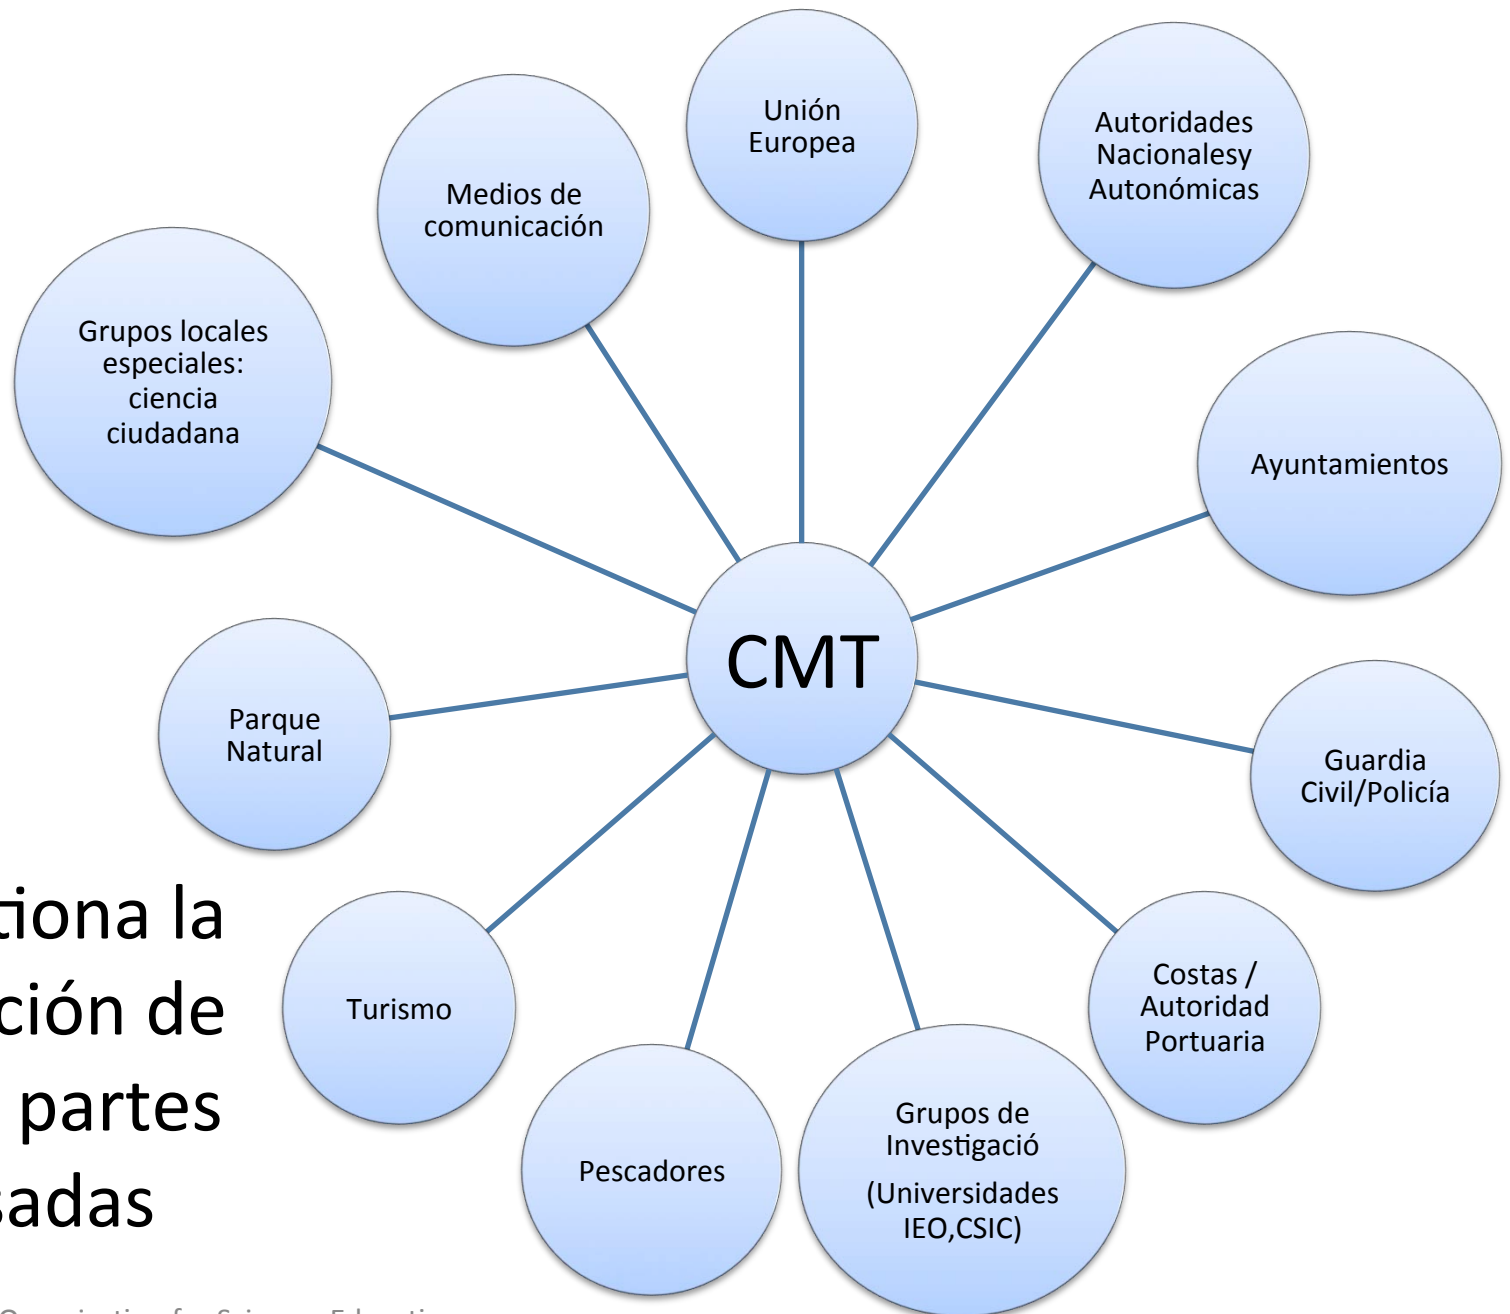 Unión
Europea
Autoridades
Nacionalesy
Autonómicas
Medios de
comunicación
Grupos locales
especiales:
ciencia
ciudadana
Ayuntamientos
CMT
Parque
Natural
Guardia
Civil/Policía
Turismo
Costas /
Autoridad
Portuaria
Pescadores
Grupos de
Investigació
(Universidades
IEO,CSIC)
tiona la
ción de
partes
sadas